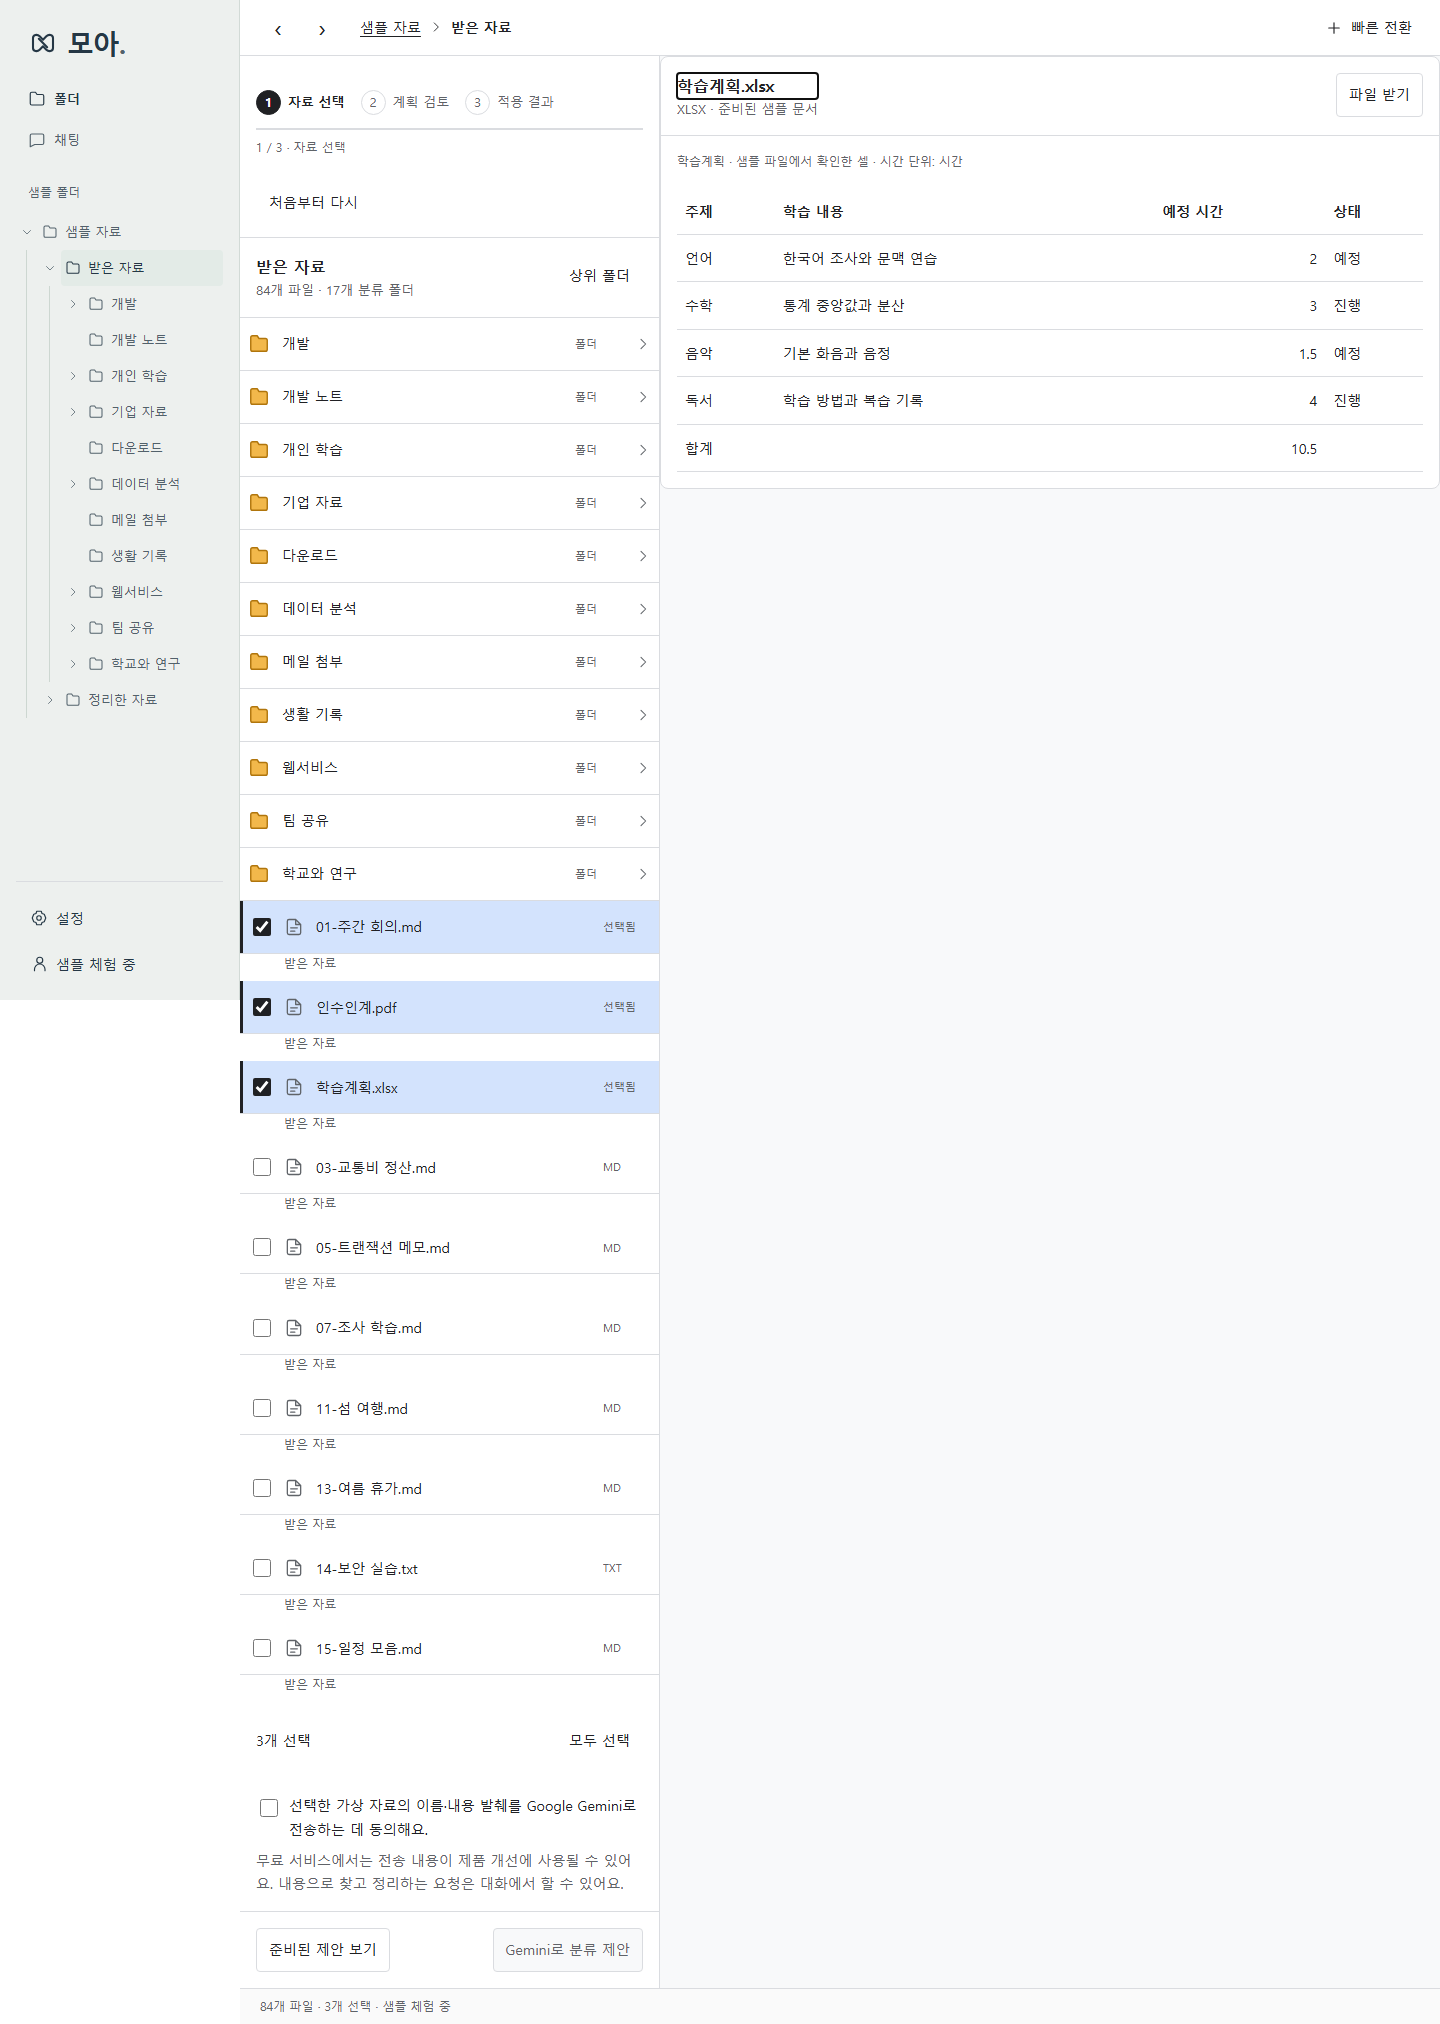 모아.
폴더
채팅
샘플 폴더
샘플 자료
받은 자료
개발
개발 노트
개인 학습
기업 자료
다운로드
데이터 분석
메일 첨부
생활 기록
웹서비스
팀 공유
학교와 연구
정리한 자료
설정
샘플 체험 중
샘플 자료 > 받은 자료
빠른 전환
1 자료 선택 2 계획 검토 3 적용 결과
1 / 3 · 자료 선택
처음부터 다시
받은 자료
84개 파일 · 17개 분류 폴더
상위 폴더
개발 폴더
개발 노트 폴더
개인 학습 폴더
기업 자료 폴더
다운로드 폴더
데이터 분석 폴더
메일 첨부 폴더
생활 기록 폴더
웹서비스 폴더
팀 공유 폴더
학교와 연구 폴더
01-주간 회의.md 선택됨
받은 자료
인수인계.pdf 선택됨
받은 자료
학습계획.xlsx 선택됨
받은 자료
03-교통비 정산.md MD
받은 자료
05-트랜잭션 메모.md MD
받은 자료
07-조사 학습.md MD
받은 자료
11-섬 여행.md MD
받은 자료
13-여름 휴가.md MD
받은 자료
14-보안 실습.txt TXT
받은 자료
15-일정 모음.md MD
받은 자료
3개 선택 모두 선택
선택한 가상 자료의 이름·내용 발췌를 Google Gemini로
전송하는 데 동의해요.
무료 서비스에서는 전송 내용이 제품 개선에 사용될 수 있어
요. 내용으로 찾고 정리하는 요청은 대화에서 할 수 있어요.
준비된 제안 보기 Gemini로 분류 제안
학습계획.xlsx
XLSX · 준비된 샘플 문서
파일 받기
학습계획 · 샘플 파일에서 확인한 셀 · 시간 단위: 시간
주제 학습 내용 예정 시간 상태
언어 한국어 조사와 문맥 연습 2 예정
수학 통계 중앙값과 분산 3 진행
음악 기본 화음과 음정 1.5 예정
독서 학습 방법과 복습 기록 4 진행
합계 10.5
84개 파일 · 3개 선택 · 샘플 체험 중